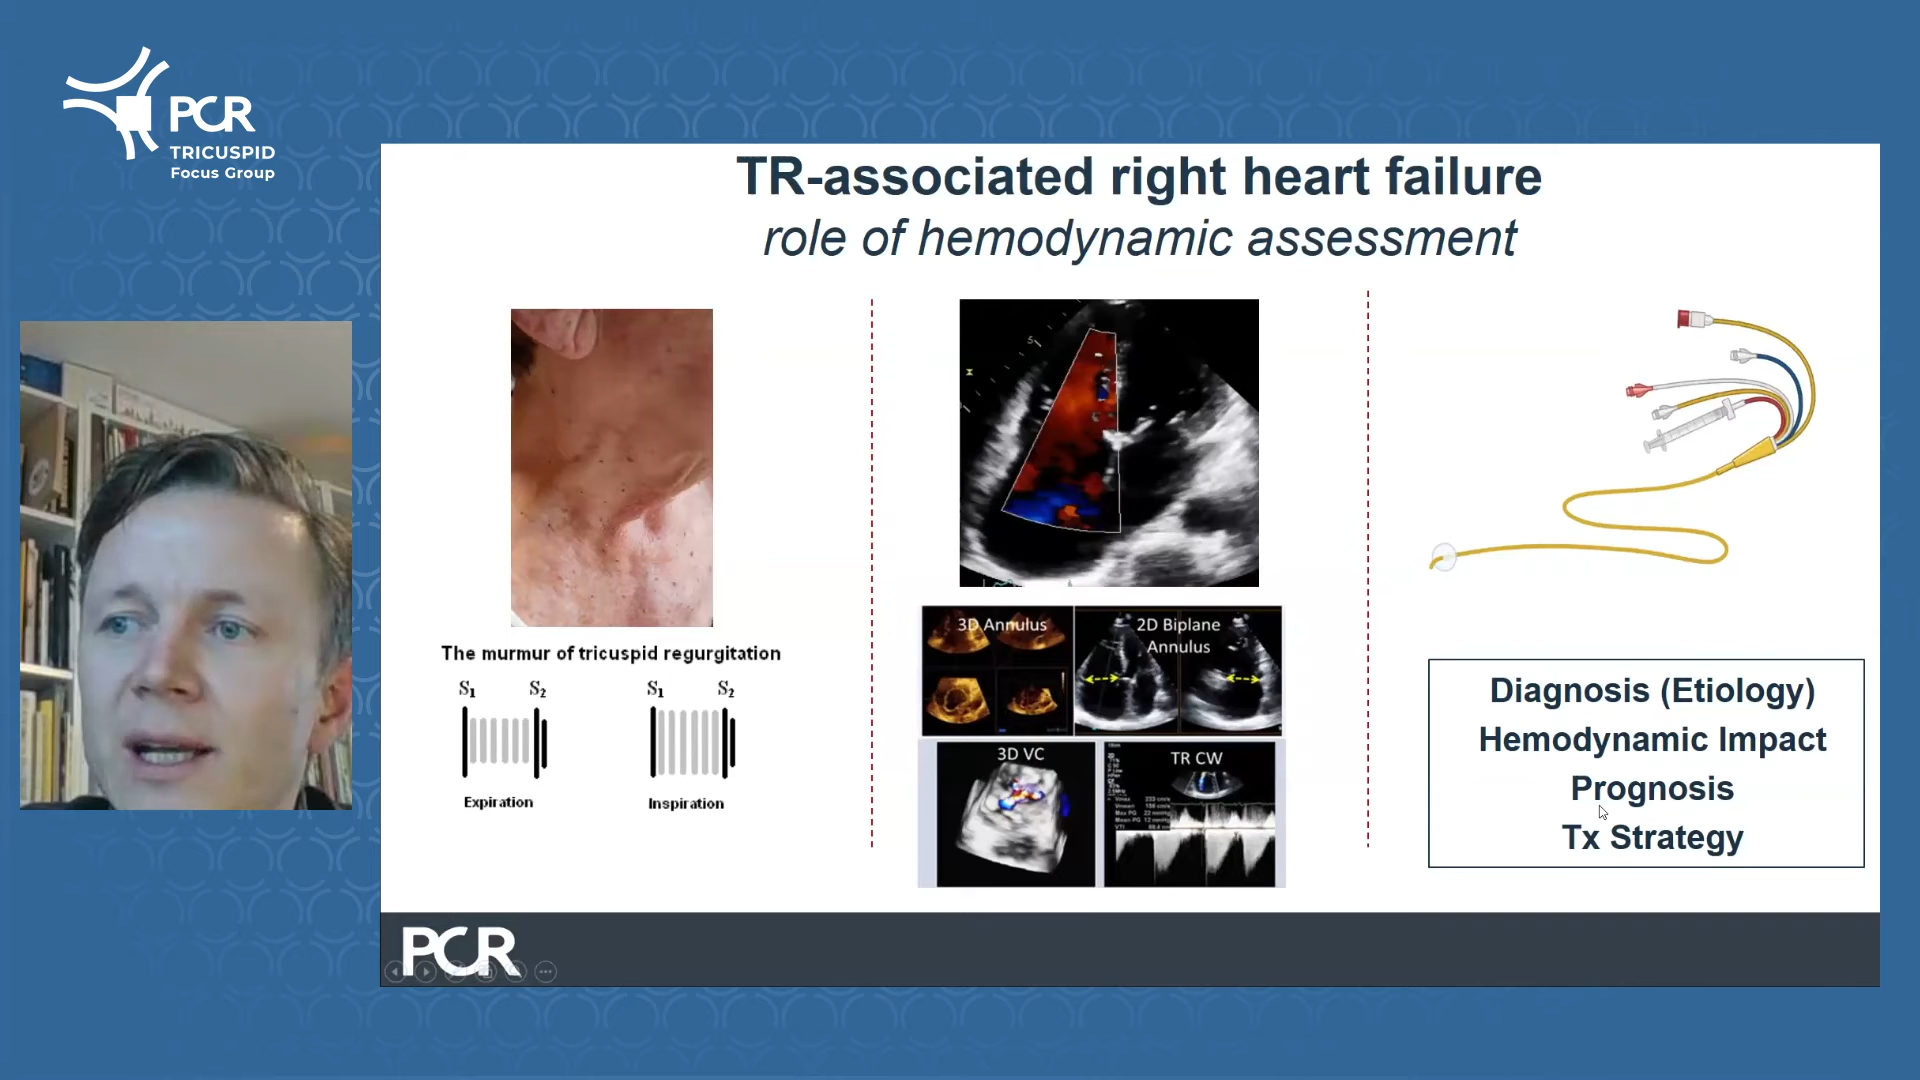 PCR
TRICUSPID
Focus Group
TR-associated right heart failure
role of hemodynamic assessment
The murmur of tricuspid regurgitation
S1 S2 S1 S2
Expiration Inspiration
5
3D Annulus
2D Biplane
Annulus
3D VC
TR CW
Diagnosis (Etiology)
Hemodynamic Impact
Prognosis
Tx Strategy
PCR